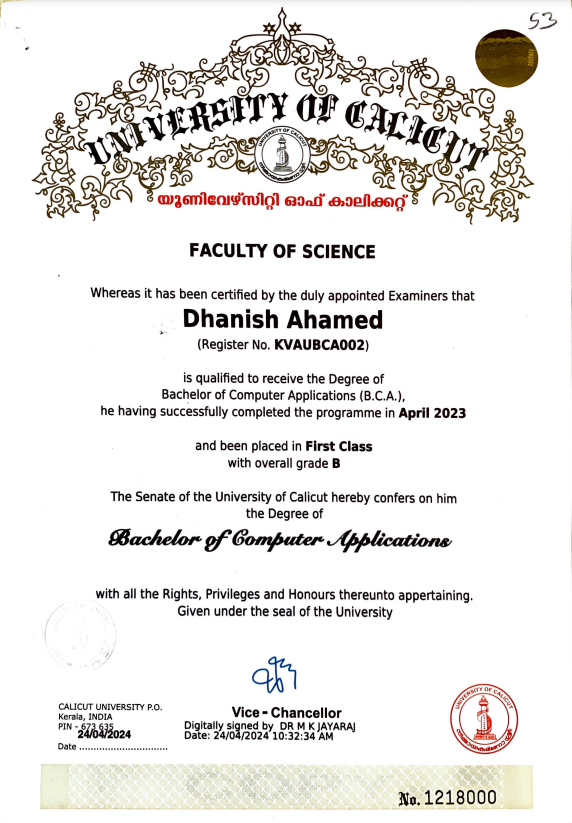 53
UNIVERSITY OF CALICUT
UNIVERSITY OF CALICUT
യൂണിവേഴ്സിറ്റി ഓഫ് കാലിക്കറ്റ്
FACULTY OF SCIENCE
Whereas it has been certified by the duly appointed Examiners that
Dhanish Ahamed
(Register No. KVAUBCA002)
is qualified to receive the Degree of
Bachelor of Computer Applications (B.C.A.),
he having successfully completed the programme in April 2023
and been placed in First Class
with overall grade B
The Senate of the University of Calicut hereby confers on him
the Degree of
Bachelor of Computer Applications
with all the Rights, Privileges and Honours thereunto appertaining.
Given under the seal of the University
CALICUT UNIVERSITY P.O.
Kerala, INDIA
PIN - 673 635
24/04/2024
Date ..............................
Vice - Chancellor
Digitally signed by DR M K JAYARAJ
Date: 24/04/2024 10:32:34 AM
UNIVERSITY OF CALICUT
No. 1218000